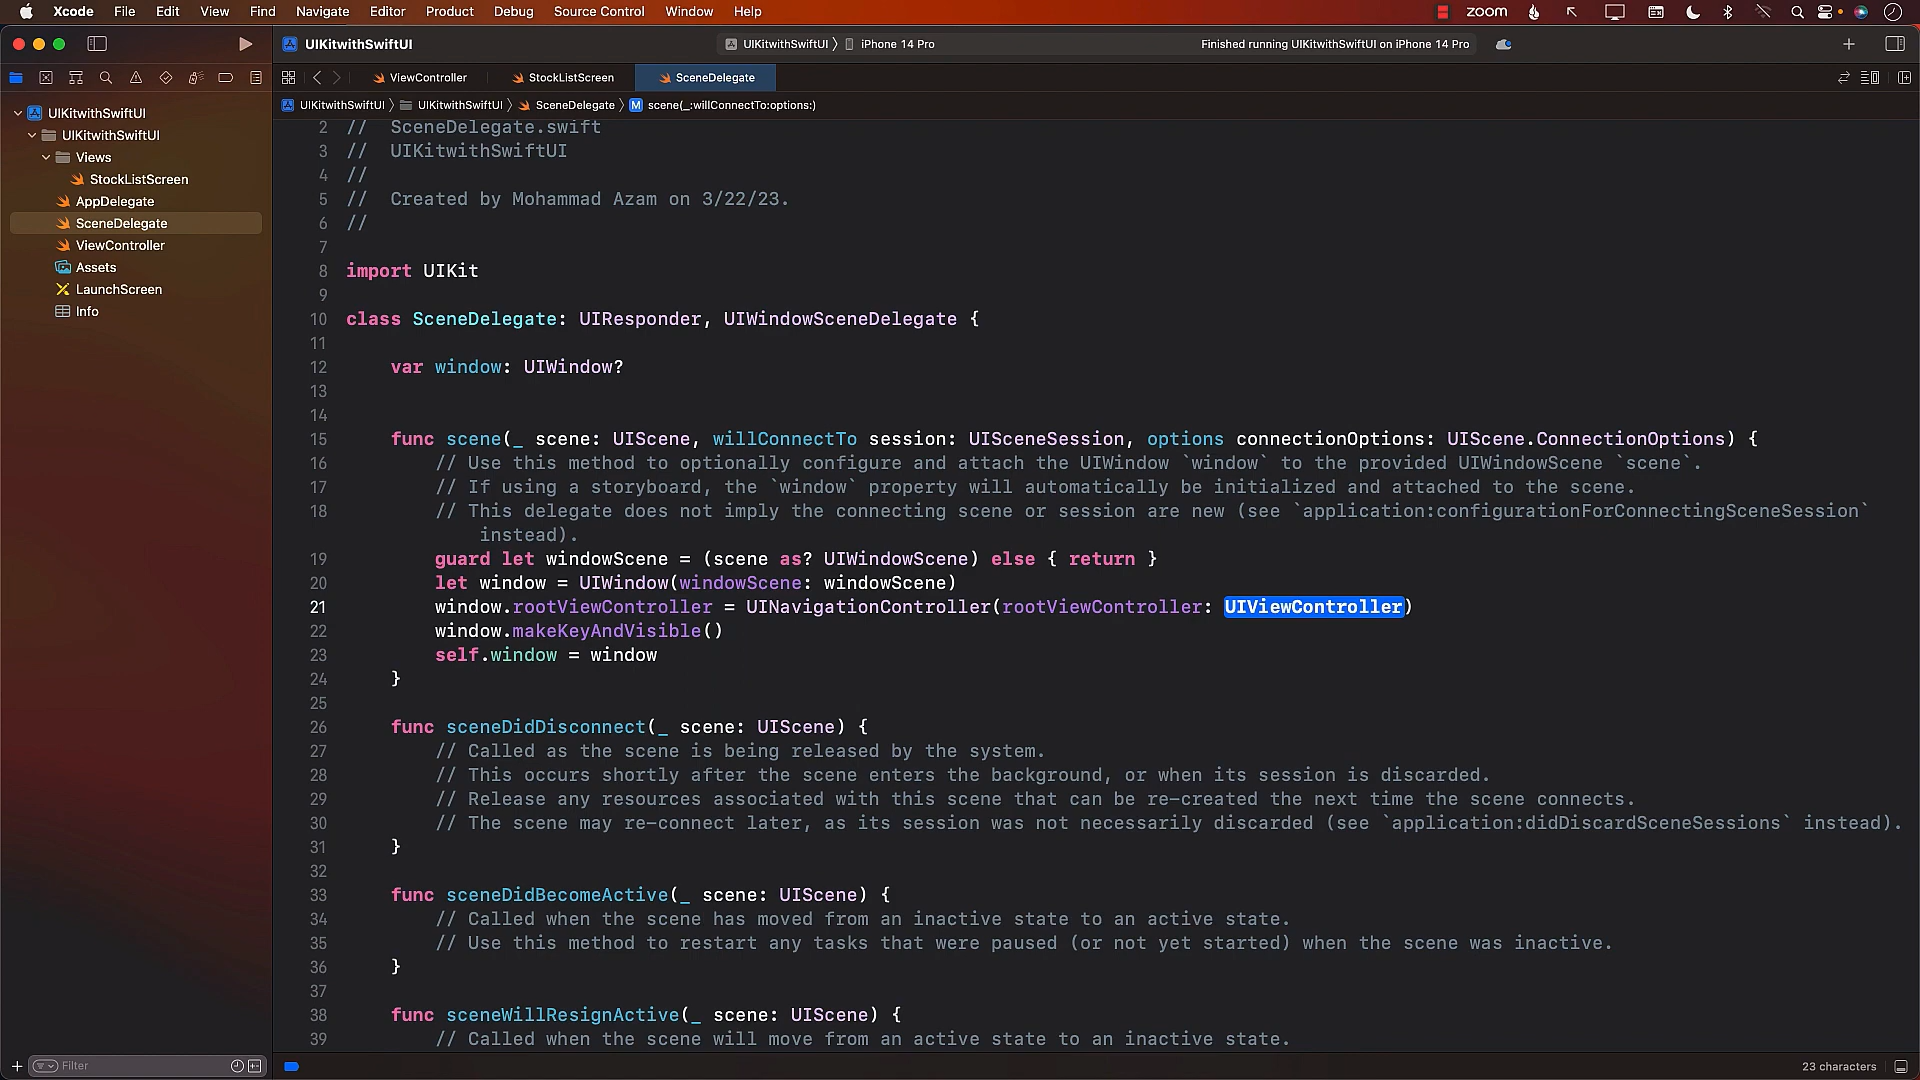 Xcode File Edit View Find Navigate Editor Product Debug Source Control Window Help zoom
UIKitwithSwiftUI UIKitwithSwiftUI 〉 iPhone 14 Pro Finished running UIKitwithSwiftUI on iPhone 14 Pro
ViewController StockListScreen SceneDelegate
UIKitwithSwiftUI 〉 UIKitwithSwiftUI 〉 SceneDelegate 〉 M scene(_:willConnectTo:options:)
UIKitwithSwiftUI
UIKitwithSwiftUI
Views
StockListScreen
AppDelegate
SceneDelegate
ViewController
Assets
LaunchScreen
Info
2 //  SceneDelegate.swift
3 //  UIKitwithSwiftUI
4 //
5 //  Created by Mohammad Azam on 3/22/23.
6 //
7
8 import UIKit
9
10 class SceneDelegate: UIResponder, UIWindowSceneDelegate {
11
12 var window: UIWindow?
13
14
15 func scene(_ scene: UIScene, willConnectTo session: UISceneSession, options connectionOptions: UIScene.ConnectionOptions) {
16 // Use this method to optionally configure and attach the UIWindow `window` to the provided UIWindowScene `scene`.
17 // If using a storyboard, the `window` property will automatically be initialized and attached to the scene.
18 // This delegate does not imply the connecting scene or session are new (see `application:configurationForConnectingSceneSession`
instead).
19 guard let windowScene = (scene as? UIWindowScene) else { return }
20 let window = UIWindow(windowScene: windowScene)
21 window.rootViewController = UINavigationController(rootViewController: UIViewController)
22 window.makeKeyAndVisible()
23 self.window = window
24 }
25
26 func sceneDidDisconnect(_ scene: UIScene) {
27 // Called as the scene is being released by the system.
28 // This occurs shortly after the scene enters the background, or when its session is discarded.
29 // Release any resources associated with this scene that can be re-created the next time the scene connects.
30 // The scene may re-connect later, as its session was not necessarily discarded (see `application:didDiscardSceneSessions` instead).
31 }
32
33 func sceneDidBecomeActive(_ scene: UIScene) {
34 // Called when the scene has moved from an inactive state to an active state.
35 // Use this method to restart any tasks that were paused (or not yet started) when the scene was inactive.
36 }
37
38 func sceneWillResignActive(_ scene: UIScene) {
39 // Called when the scene will move from an active state to an inactive state.
Filter
23 characters